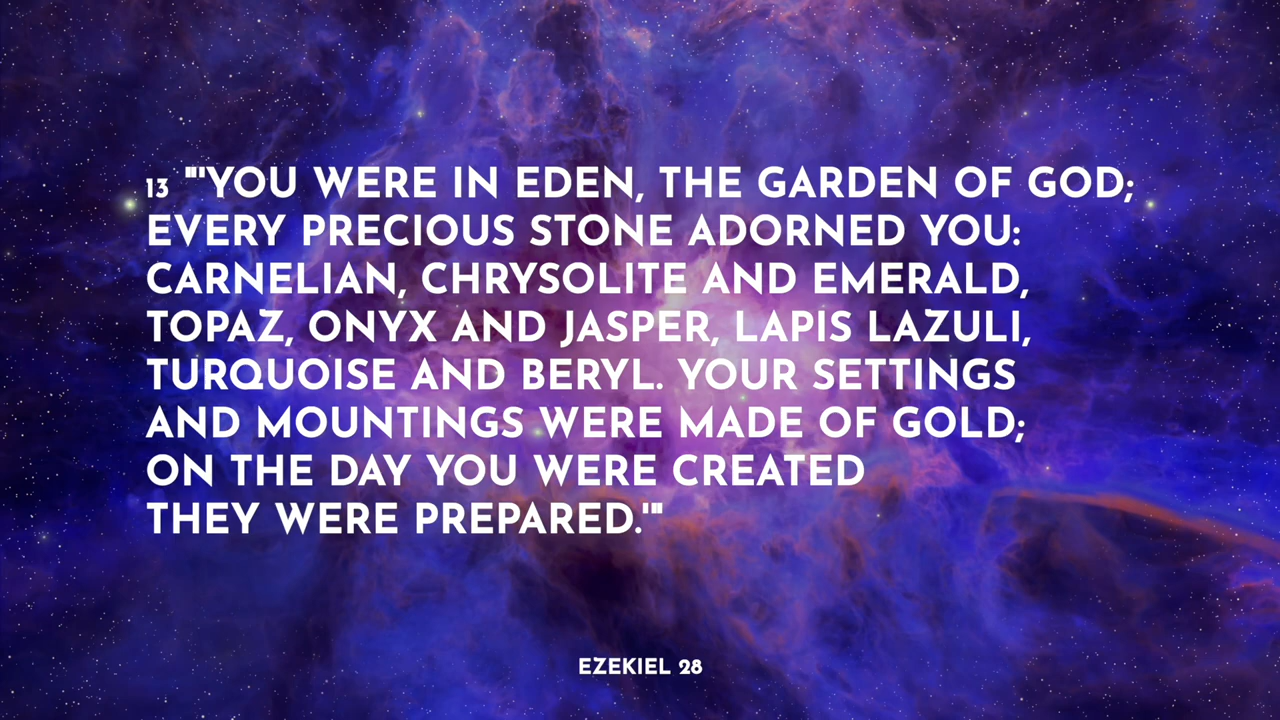 13 "'YOU WERE IN EDEN, THE GARDEN OF GOD;
EVERY PRECIOUS STONE ADORNED YOU:
CARNELIAN, CHRYSOLITE AND EMERALD,
TOPAZ, ONYX AND JASPER, LAPIS LAZULI,
TURQUOISE AND BERYL. YOUR SETTINGS
AND MOUNTINGS WERE MADE OF GOLD;
ON THE DAY YOU WERE CREATED
THEY WERE PREPARED.'"
EZEKIEL 28